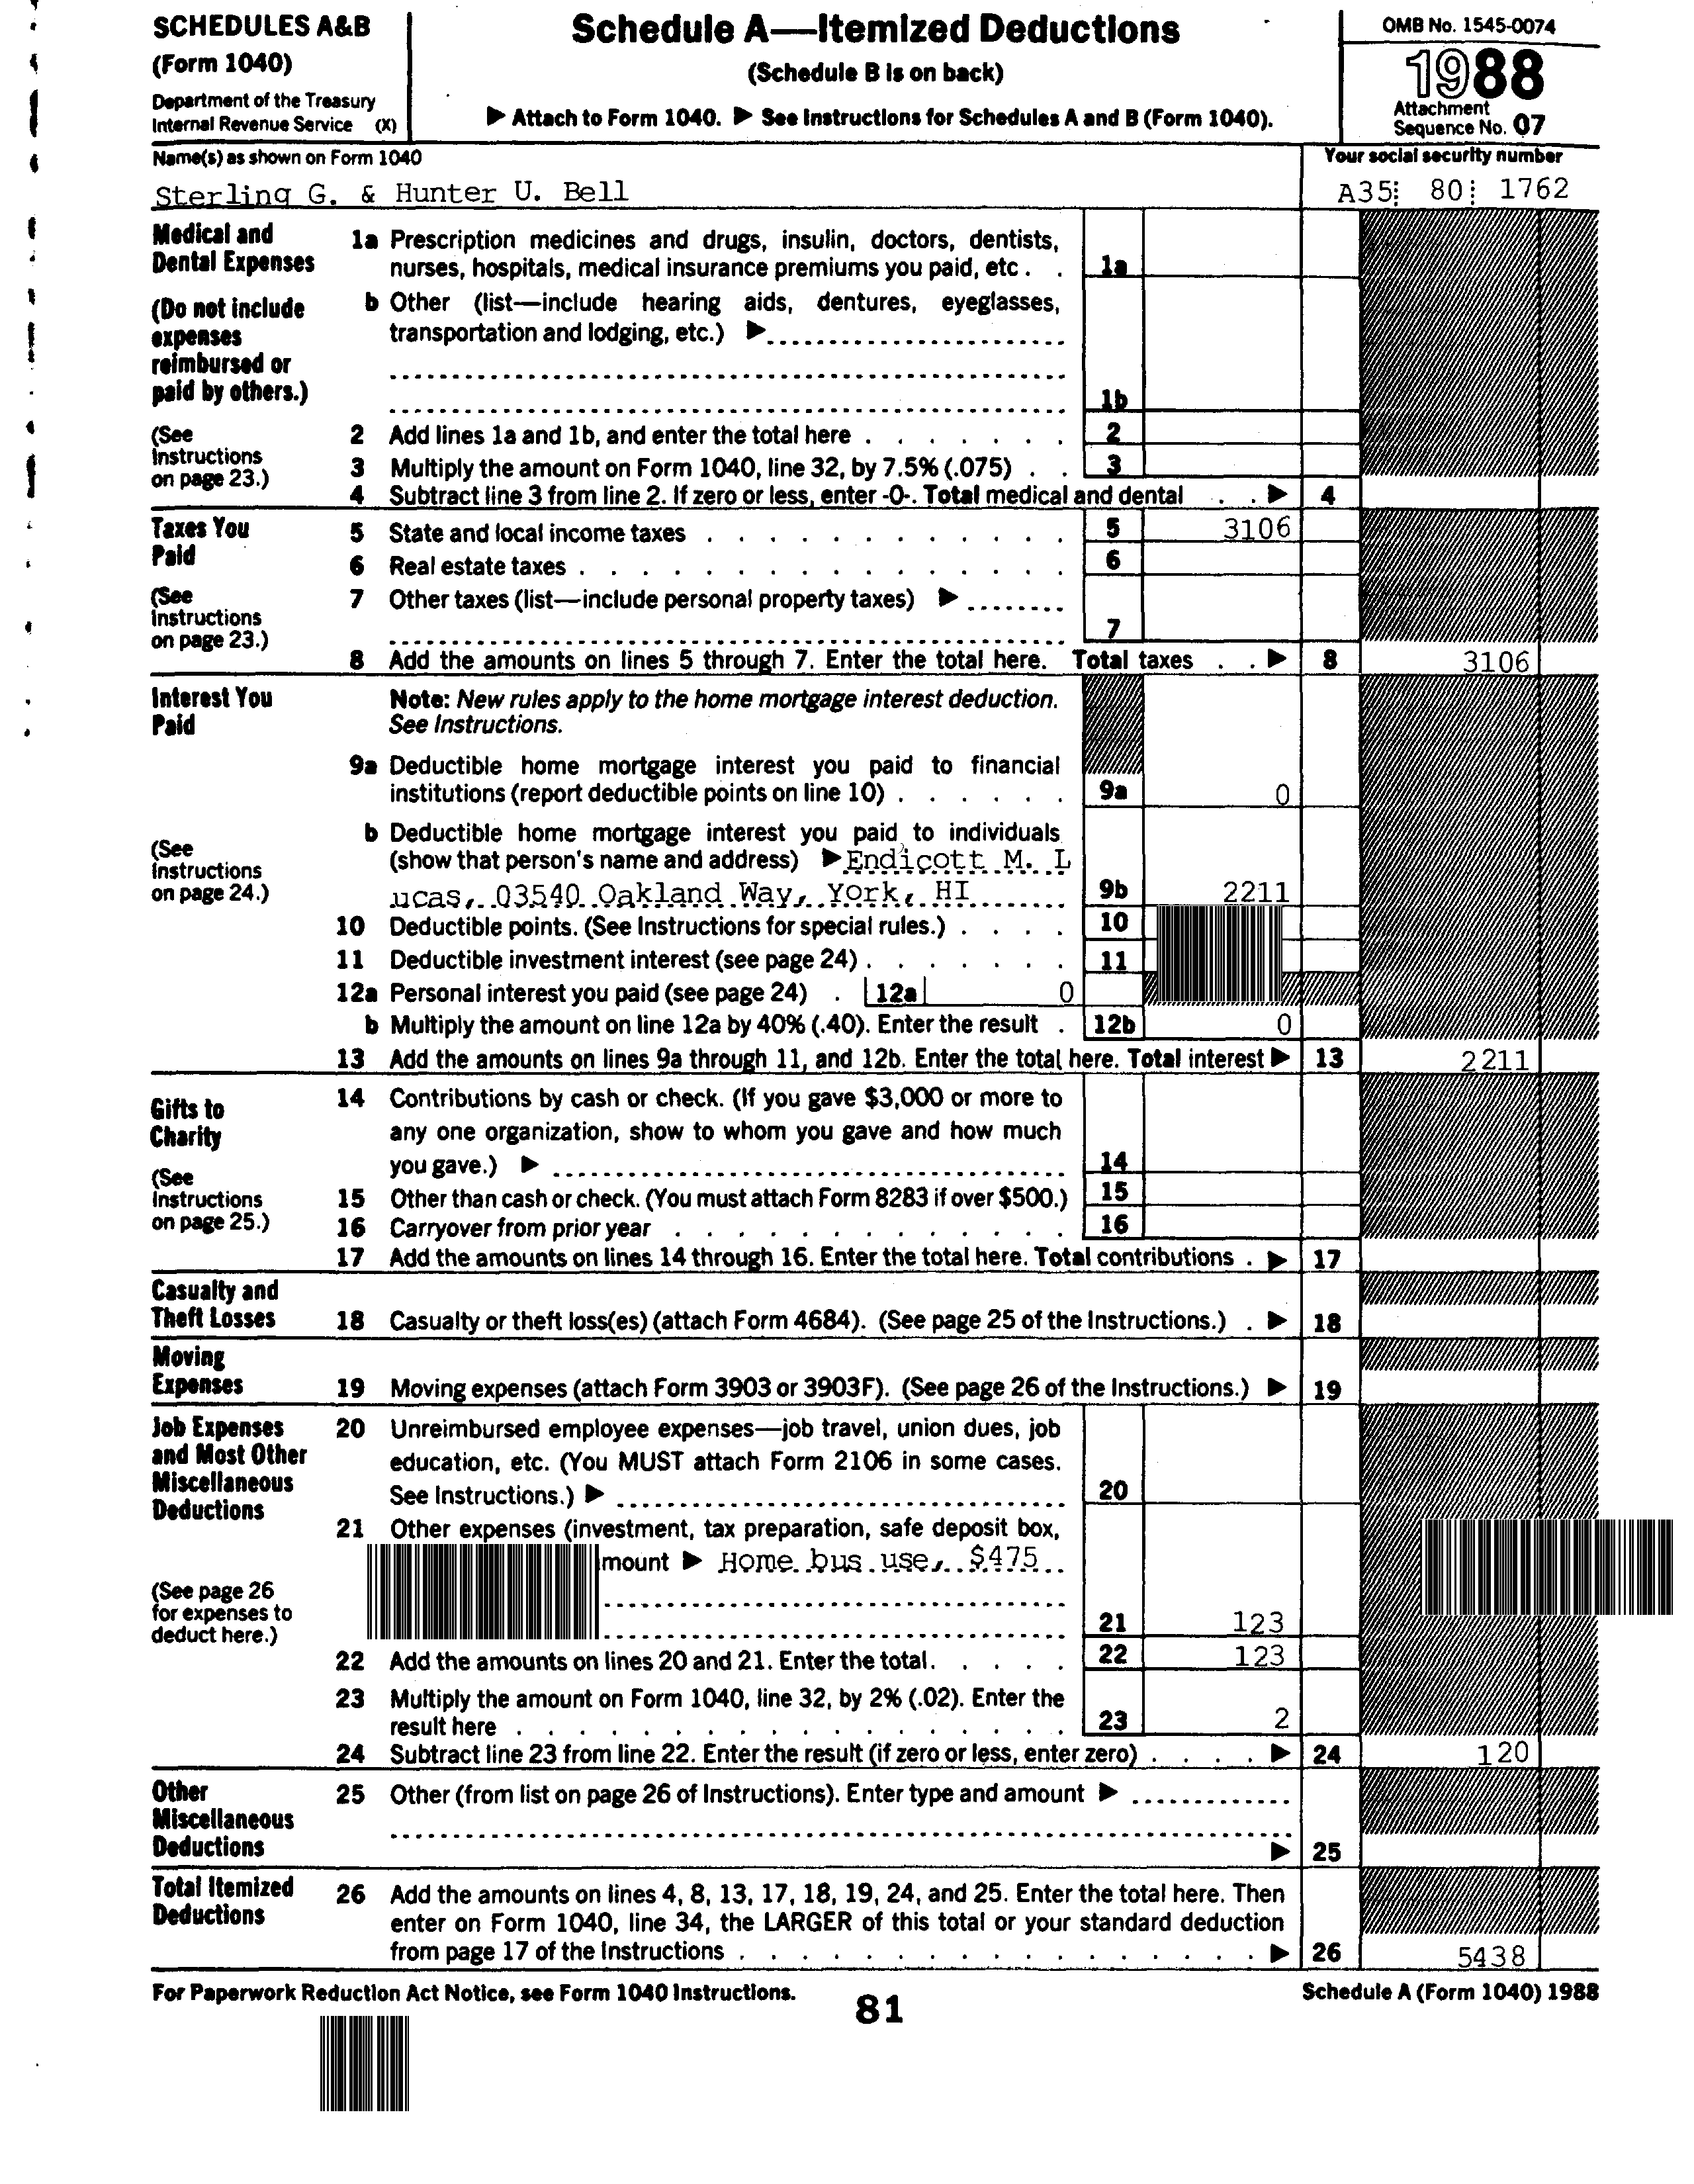 SCHEDULES A&B
(Form 1040)
Department of the Treasury
Internal Revenue Service (X)
Schedule A—Itemized Deductions
(Schedule B is on back)
▶ Attach to Form 1040. ▶ See Instructions for Schedules A and B (Form 1040).
OMB No. 1545-0074
1988
Attachment
Sequence No. 07
Name(s) as shown on Form 1040
Sterling G. & Hunter U. Bell
Your social security number
A35 80 1762
Medical and
Dental Expenses
(Do not include
expenses
reimbursed or
paid by others.)
(See
Instructions
on page 23.)
1a Prescription medicines and drugs, insulin, doctors, dentists,
nurses, hospitals, medical insurance premiums you paid, etc . . 1a
b Other (list—include hearing aids, dentures, eyeglasses,
transportation and lodging, etc.) ▶
1b
2 Add lines 1a and 1b, and enter the total here . . . . . . . 2
3 Multiply the amount on Form 1040, line 32, by 7.5% (.075) . . 3
4 Subtract line 3 from line 2. If zero or less, enter -0-. Total medical and dental . . ▶ 4
Taxes You
Paid
(See
Instructions
on page 23.)
5 State and local income taxes . . . . . . . . . . . . 5 3106
6 Real estate taxes . . . . . . . . . . . . . . . . 6
7 Other taxes (list—include personal property taxes) ▶
7
8 Add the amounts on lines 5 through 7. Enter the total here. Total taxes . . ▶ 8 3106
Interest You
Paid
(See
Instructions
on page 24.)
Note: New rules apply to the home mortgage interest deduction.
See Instructions.
9a Deductible home mortgage interest you paid to financial
institutions (report deductible points on line 10) . . . . . . 9a 0
b Deductible home mortgage interest you paid to individuals
(show that person's name and address) ▶ Endicott M. L
ucas, 03540 Oakland Way, York, HI 9b 2211
10 Deductible points. (See Instructions for special rules.) . . . . 10
11 Deductible investment interest (see page 24) . . . . . . . 11
12a Personal interest you paid (see page 24) . 12a 0
b Multiply the amount on line 12a by 40% (.40). Enter the result . 12b 0
13 Add the amounts on lines 9a through 11, and 12b. Enter the total here. Total interest ▶ 13 2211
Gifts to
Charity
(See
Instructions
on page 25.)
14 Contributions by cash or check. (If you gave $3,000 or more to
any one organization, show to whom you gave and how much
you gave.) ▶ 14
15 Other than cash or check. (You must attach Form 8283 if over $500.) 15
16 Carryover from prior year . . . . . . . . . . . . . 16
17 Add the amounts on lines 14 through 16. Enter the total here. Total contributions . ▶ 17
Casualty and
Theft Losses
18 Casualty or theft loss(es) (attach Form 4684). (See page 25 of the Instructions.) . ▶ 18
Moving
Expenses
19 Moving expenses (attach Form 3903 or 3903F). (See page 26 of the Instructions.) ▶ 19
Job Expenses
and Most Other
Miscellaneous
Deductions
(See page 26
for expenses to
deduct here.)
20 Unreimbursed employee expenses—job travel, union dues, job
education, etc. (You MUST attach Form 2106 in some cases.
See Instructions.) ▶ 20
21 Other expenses (investment, tax preparation, safe deposit box,
mount ▶ Home bus use, $475
21 123
22 Add the amounts on lines 20 and 21. Enter the total. . . . . 22 123
23 Multiply the amount on Form 1040, line 32, by 2% (.02). Enter the
result here . . . . . . . . . . . . . . . . . . 23 2
24 Subtract line 23 from line 22. Enter the result (if zero or less, enter zero) . . . . ▶ 24 120
Other
Miscellaneous
Deductions
25 Other (from list on page 26 of Instructions). Enter type and amount ▶
▶ 25
Total Itemized
Deductions
26 Add the amounts on lines 4, 8, 13, 17, 18, 19, 24, and 25. Enter the total here. Then
enter on Form 1040, line 34, the LARGER of this total or your standard deduction
from page 17 of the Instructions . . . . . . . . . . . . . . . . . ▶ 26 5438
For Paperwork Reduction Act Notice, see Form 1040 Instructions.
81
Schedule A (Form 1040) 1988